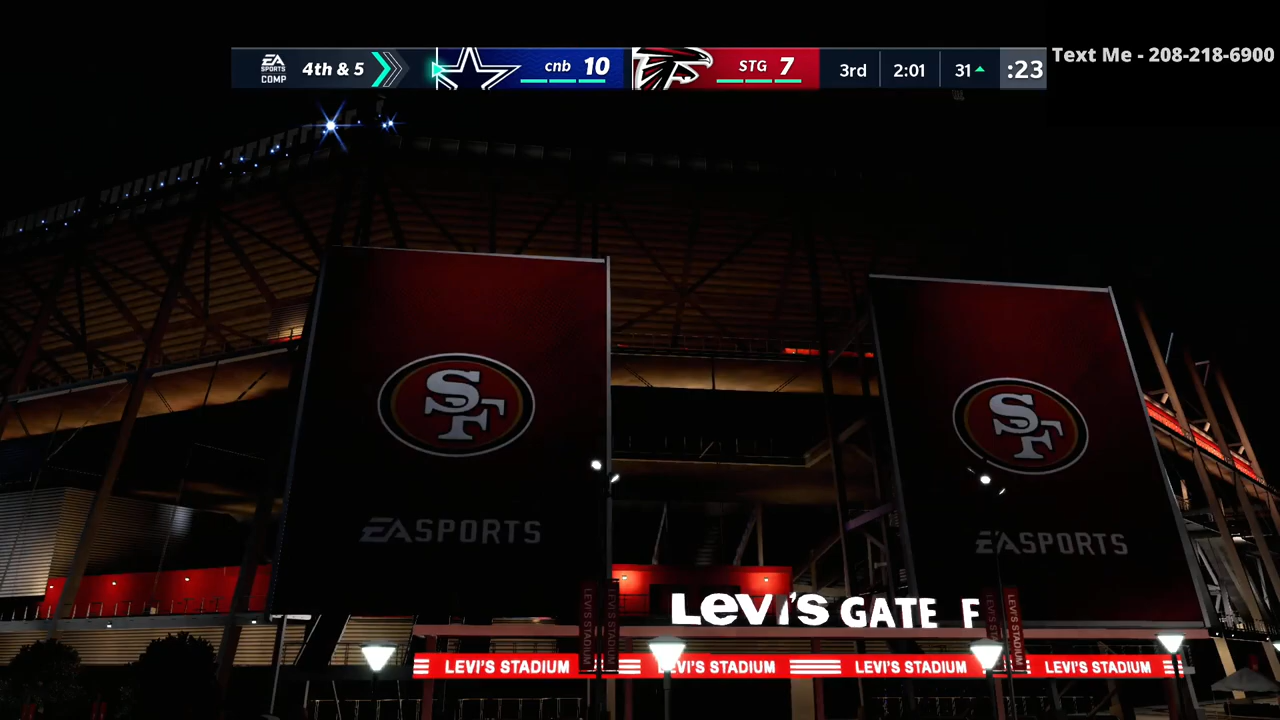 EA SPORTS COMP
4th & 5
cnb 10
STG 7
3rd
2:01
31
:23
Text Me - 208-218-6900
SF
SF
EA SPORTS
EA SPORTS
LEVI'S STADIUM
LEVI'S STADIUM
LEVI'S STADIUM
LEVI'S STADIUM
Levi's GATE F
LEVI'S STADIUM
LEVI'S STADIUM
LEVI'S STADIUM
LEVI'S STADIUM